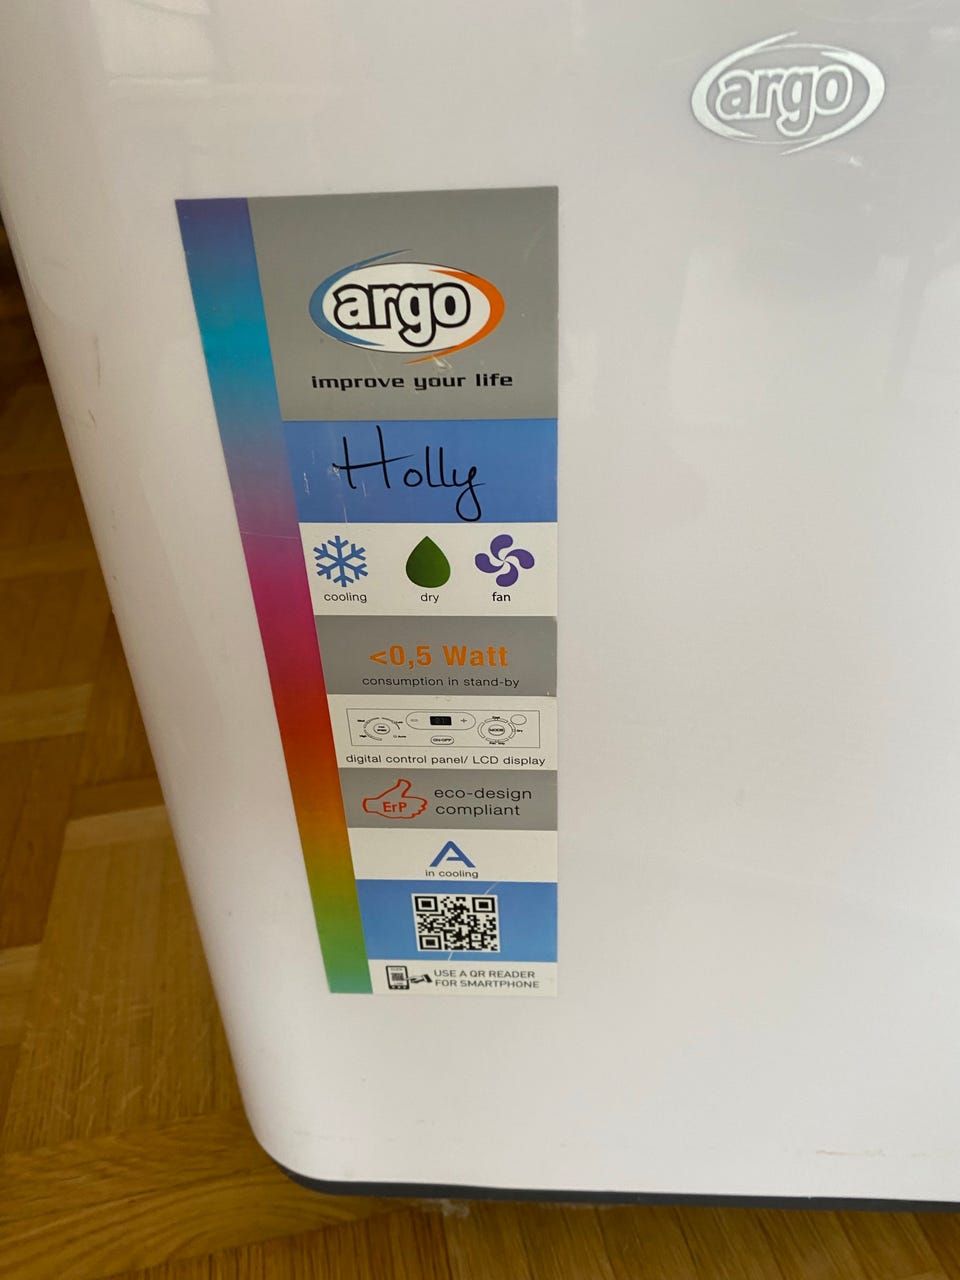 argo
argo
improve your life
Holly
cooling dry fan
<0,5 Watt
consumption in stand-by
ON/OFF
MODE
digital control panel/ LCD display
ErP
eco-design
compliant
A
in cooling
USE A QR READER
FOR SMARTPHONE